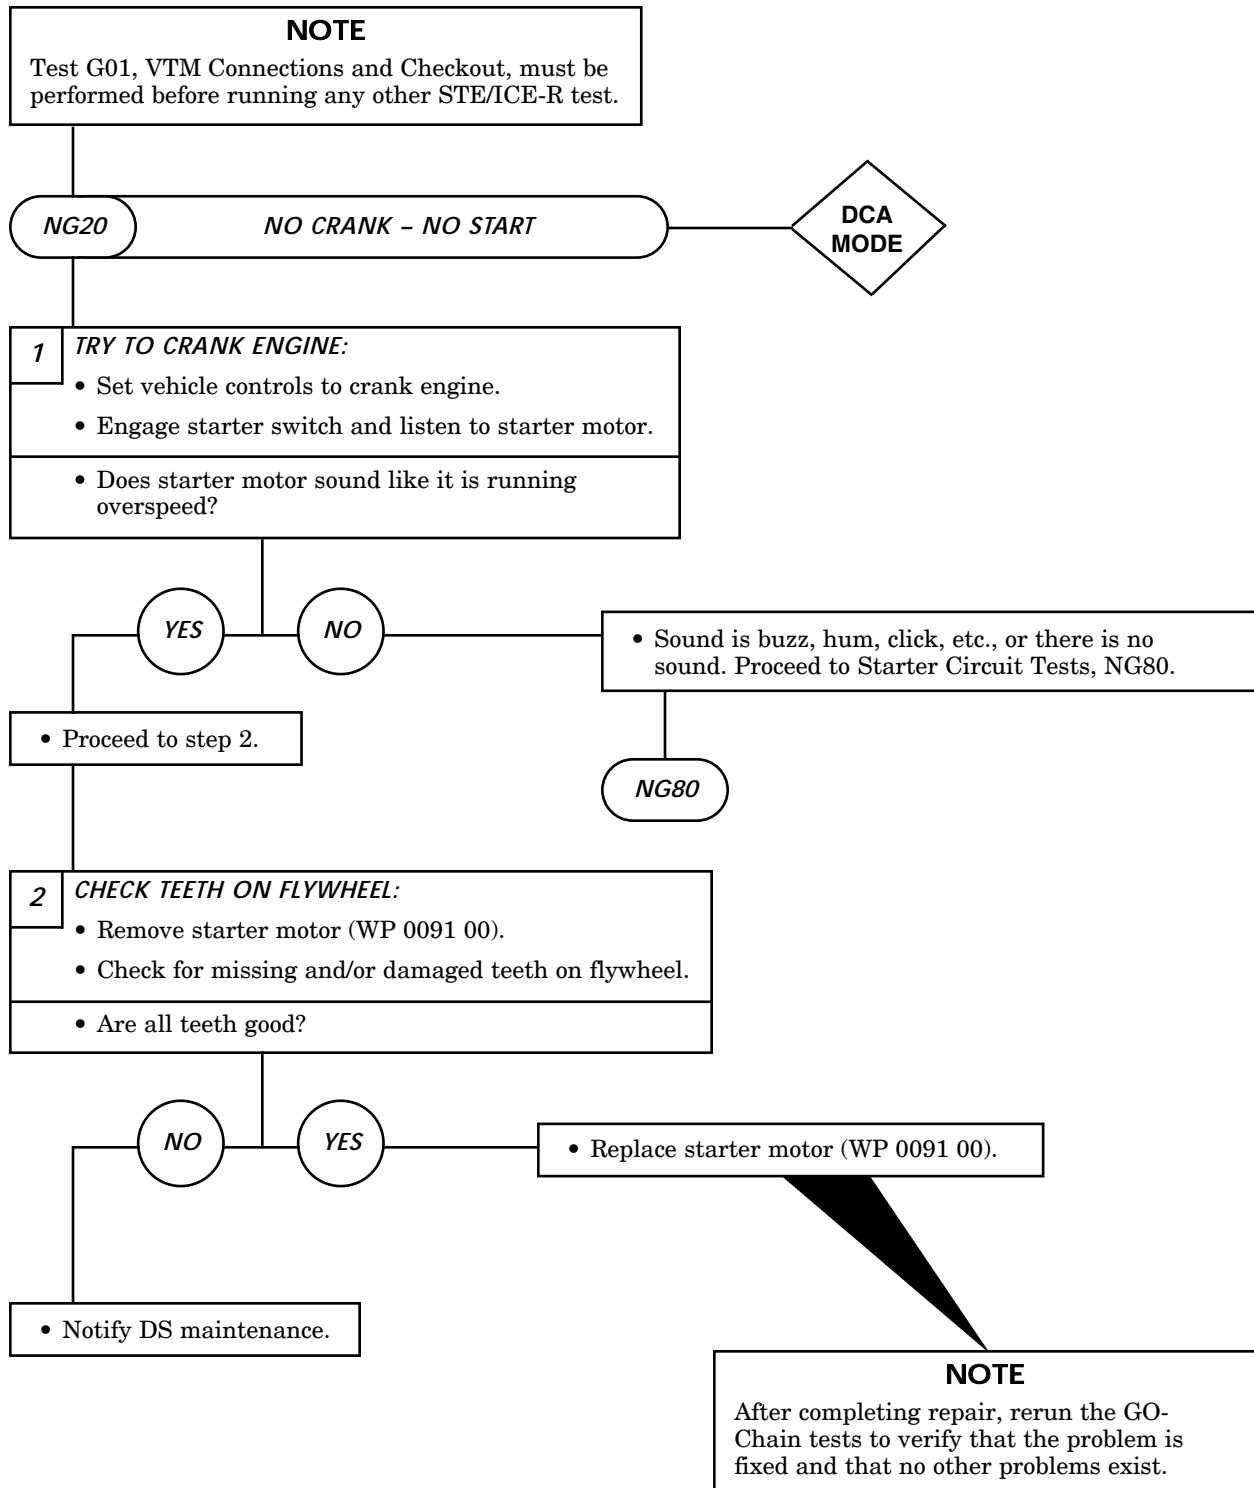 NOTE
Test G01, VTM Connections and Checkout, must be
performed before running any other STE/ICE-R test.
NG20
NO CRANK – NO START
DCA
MODE
1
TRY TO CRANK ENGINE:
• Set vehicle controls to crank engine.
• Engage starter switch and listen to starter motor.
• Does starter motor sound like it is running
overspeed?
YES
NO
• Sound is buzz, hum, click, etc., or there is no
sound. Proceed to Starter Circuit Tests, NG80.
• Proceed to step 2.
NG80
2
CHECK TEETH ON FLYWHEEL:
• Remove starter motor (WP 0091 00).
• Check for missing and/or damaged teeth on flywheel.
• Are all teeth good?
NO
YES
• Replace starter motor (WP 0091 00).
• Notify DS maintenance.
NOTE
After completing repair, rerun the GO-
Chain tests to verify that the problem is
fixed and that no other problems exist.